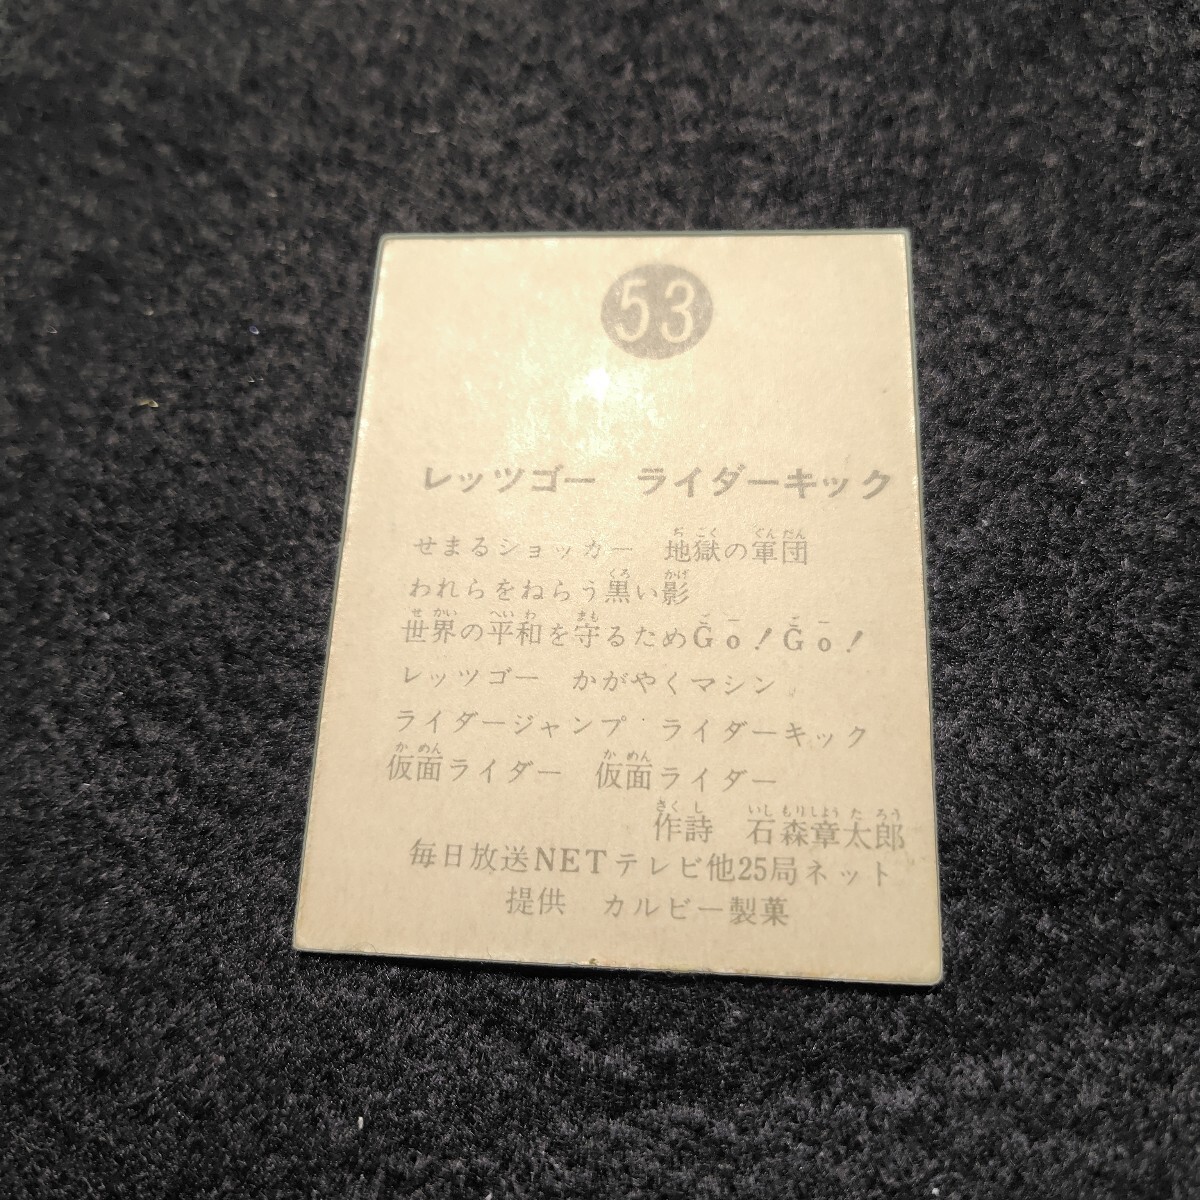 53
レッツゴー ライダーキック
せまるショッカー 地獄の軍団
われらをねらう黒い影
世界の平和を守るためGo！Go！
レッツゴー かがやくマシン
ライダージャンプ ライダーキック
仮面ライダー 仮面ライダー
作詩 石森章太郎
毎日放送NETテレビ他25局ネット
提供 カルビー製菓